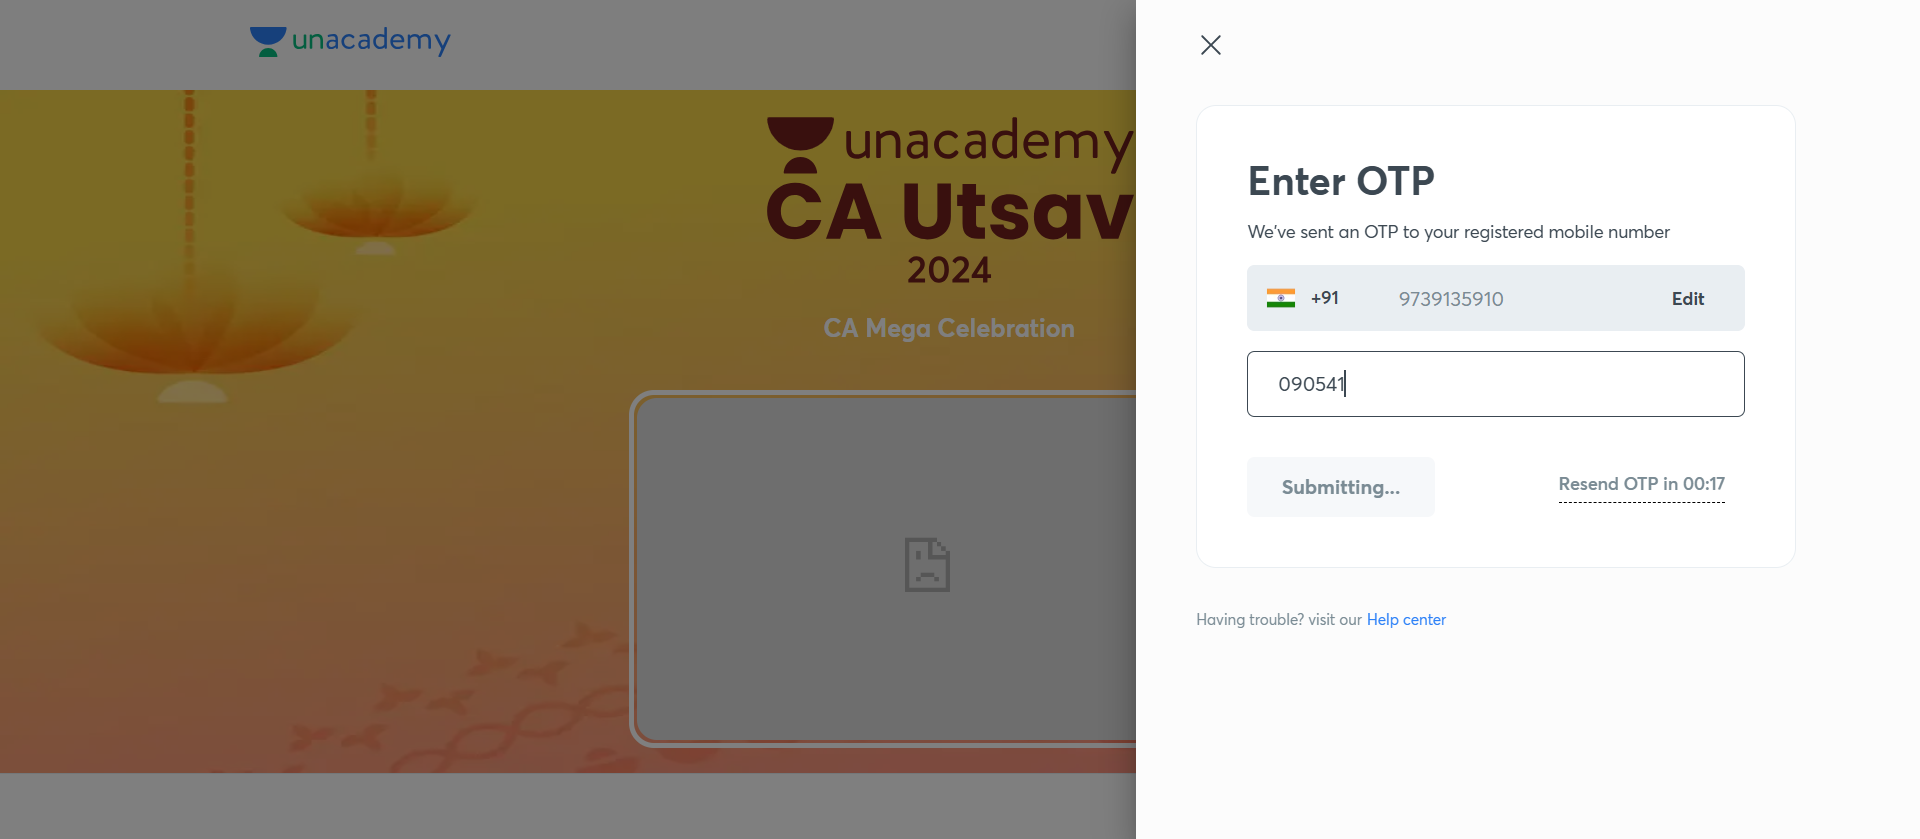 unacademy
unacademy
CA Utsav
2024
CA Mega Celebration
Enter OTP
We've sent an OTP to your registered mobile number
+91 9739135910 Edit
090541
Submitting... Resend OTP in 00:17
Having trouble? visit our Help center